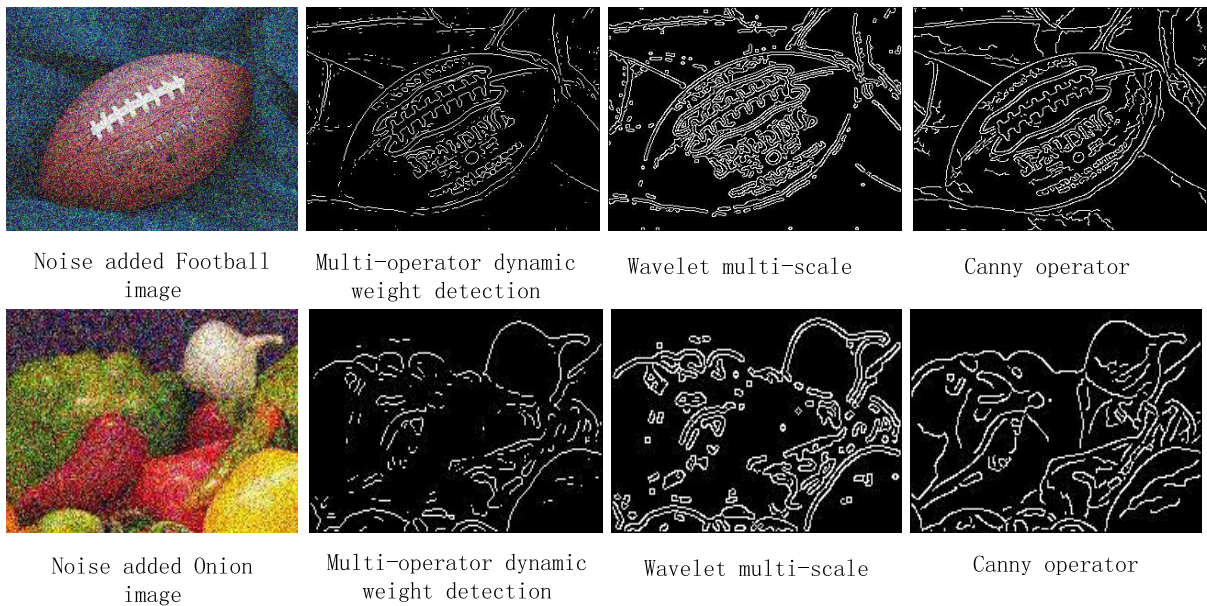 SPALDING
Noise added Football
image
Multi-operator dynamic
weight detection
Wavelet multi-scale
Canny operator
Noise added Onion
image
Multi-operator dynamic
weight detection
Wavelet multi-scale
Canny operator